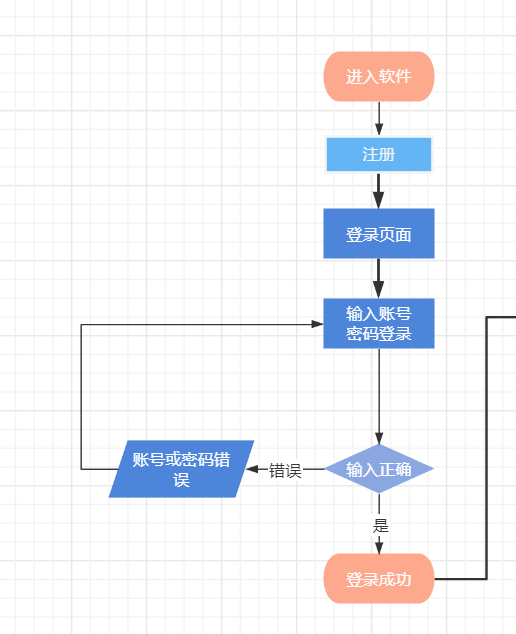 进入软件
注册
登录页面
输入账号
密码登录
账号或密码错
误
错误
输入正确
是
登录成功